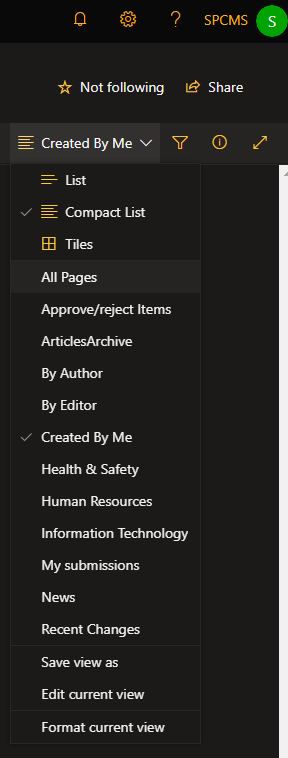 SPCMS S
Not following Share
Created By Me
List
Compact List
Tiles
All Pages
Approve/reject Items
ArticlesArchive
By Author
By Editor
Created By Me
Health & Safety
Human Resources
Information Technology
My submissions
News
Recent Changes
Save view as
Edit current view
Format current view